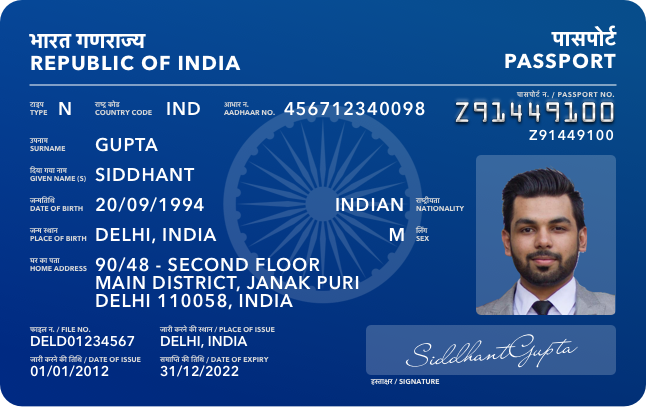 भारत गणराज्य
REPUBLIC OF INDIA
पासपोर्ट
PASSPORT
टाइप
TYPE N
राष्ट्र कोड
COUNTRY CODE IND
आधार न.
AADHAAR NO. 456712340098
पासपोर्ट न. / PASSPORT NO.
Z91449100
Z91449100
उपनाम
SURNAME GUPTA
दिया गया नाम
GIVEN NAME (S) SIDDHANT
जन्मतिथि
DATE OF BIRTH 20/09/1994
INDIAN राष्ट्रीयता
NATIONALITY
जन्म स्थान
PLACE OF BIRTH DELHI, INDIA
M लिंग
SEX
घर का पता
HOME ADDRESS 90/48 - SECOND FLOOR
MAIN DISTRICT, JANAK PURI
DELHI 110058, INDIA
फाइल न. / FILE NO.
DELD01234567
जारी करने की स्थान / PLACE OF ISSUE
DELHI, INDIA
जारी करने की तिथि / DATE OF ISSUE
01/01/2012
समाप्ति की तिथि / DATE OF EXPIRY
31/12/2022
SiddhantGupta
हस्ताक्षर / SIGNATURE